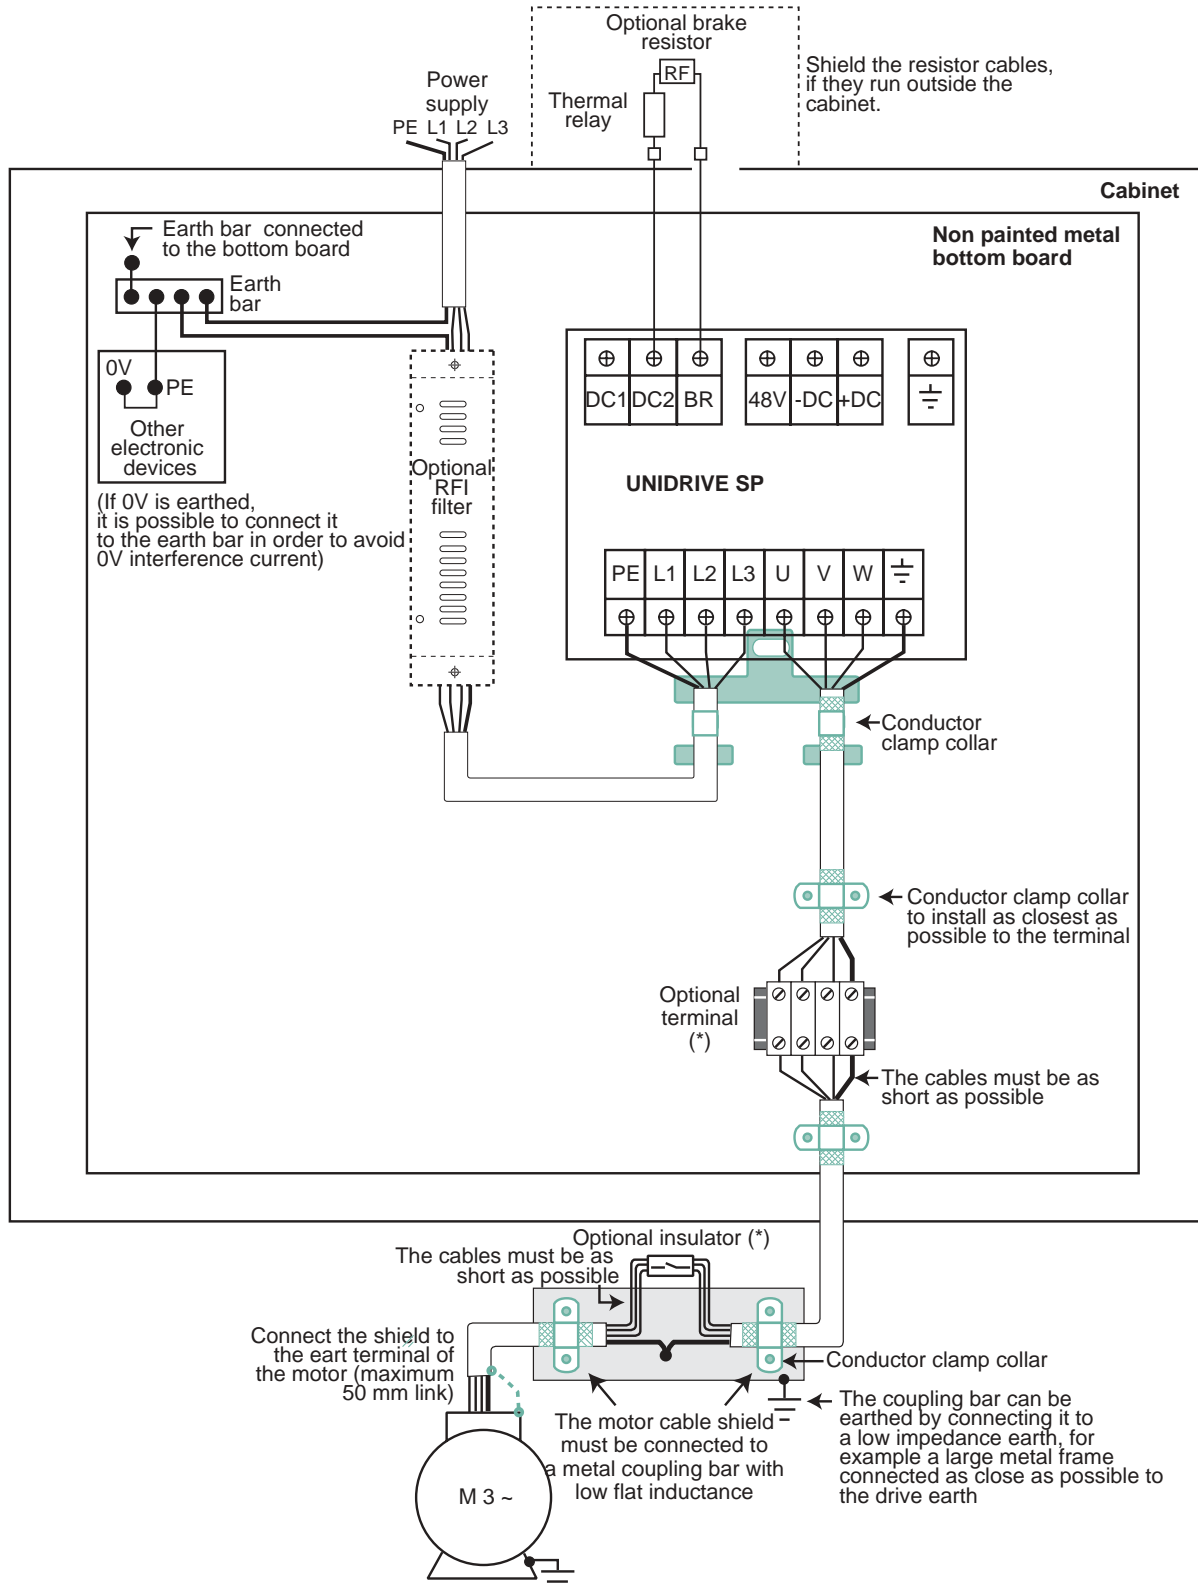 Optional brake
resistor
RF
Thermal
relay
Shield the resistor cables,
if they run outside the
cabinet.
Power
supply
PE L1 L2 L3
Cabinet
Earth bar connected
to the bottom board
Non painted metal
bottom board
Earth
bar
0V
PE
Other
electronic
devices
(If 0V is earthed,
it is possible to connect it
to the earth bar in order to avoid
0V interference current)
Optional
RFI
filter
DC1 DC2 BR 48V -DC +DC
UNIDRIVE SP
PE L1 L2 L3 U V W
Conductor
clamp collar
Conductor clamp collar
to install as closest as
possible to the terminal
Optional
terminal
(*)
The cables must be as
short as possible
Optional insulator (*)
The cables must be as
short as possible
Connect the shield to
the eart terminal of
the motor (maximum
50 mm link)
Conductor clamp collar
The motor cable shield
must be connected to
a metal coupling bar with
low flat inductance
The coupling bar can be
earthed by connecting it to
a low impedance earth, for
example a large metal frame
connected as close as possible to
the drive earth
M 3 ~